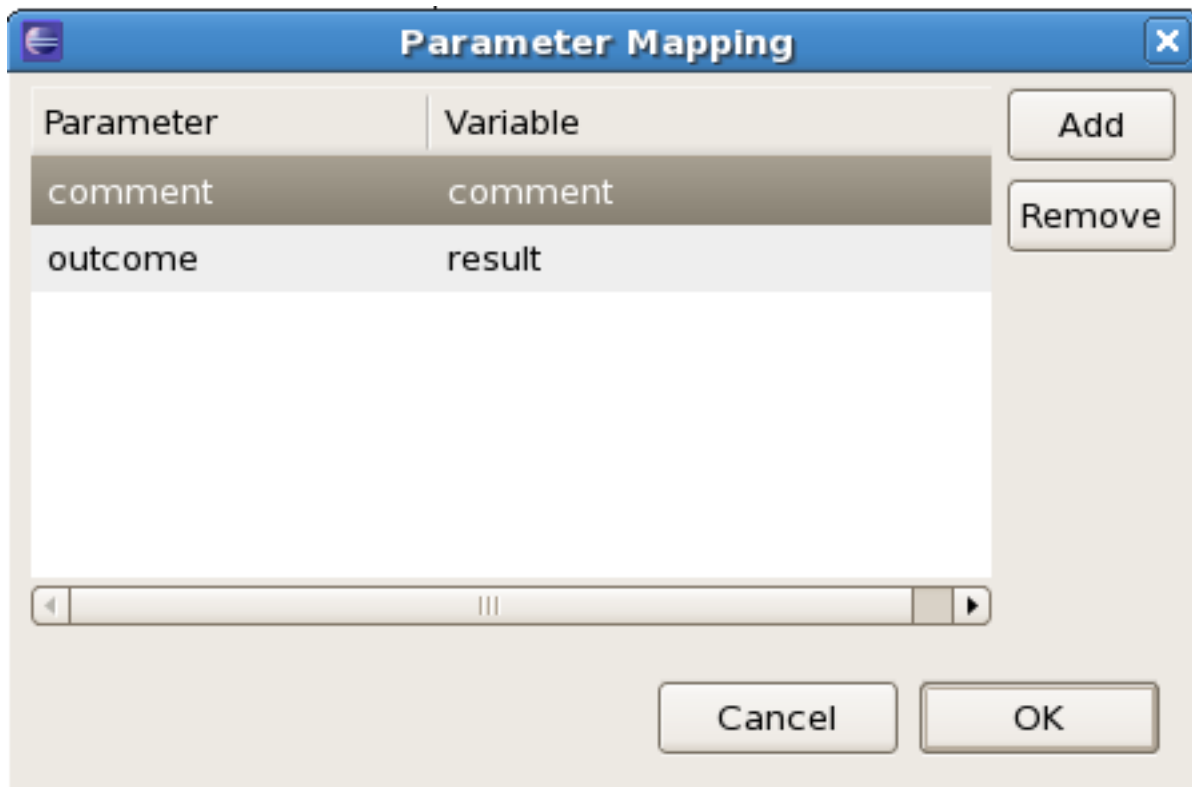 Parameter Mapping
Parameter Variable Add
comment comment
Remove
outcome result
Cancel OK